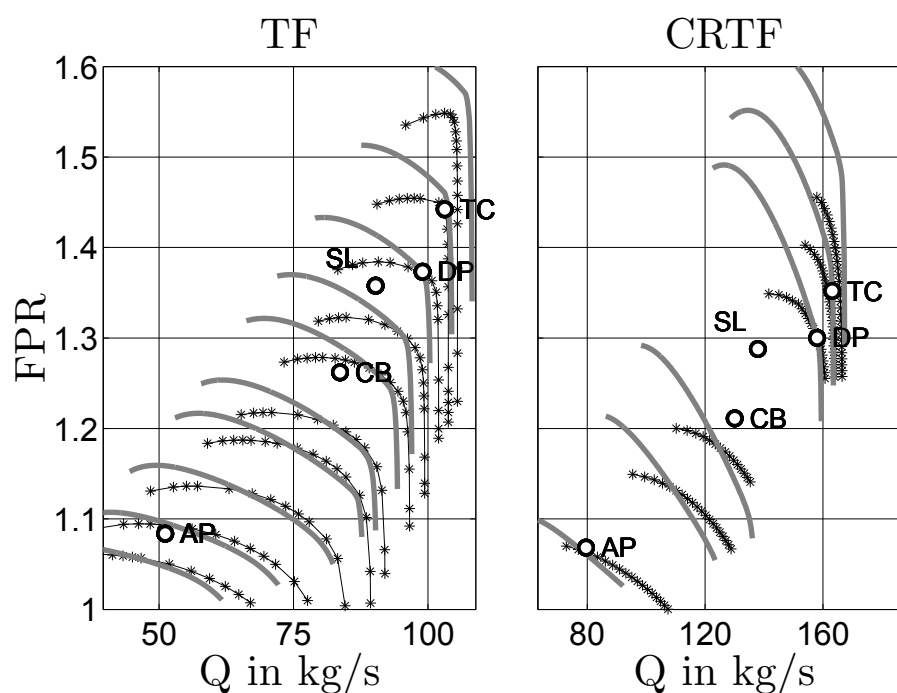 TF CRTF
1.6
1.5
1.4
1.3
1.2
1.1
1
FPR
TC
SL
DP
CB
AP
TC
SL
DP
CB
AP
50 75 100 80 120 160
Q in kg/s Q in kg/s